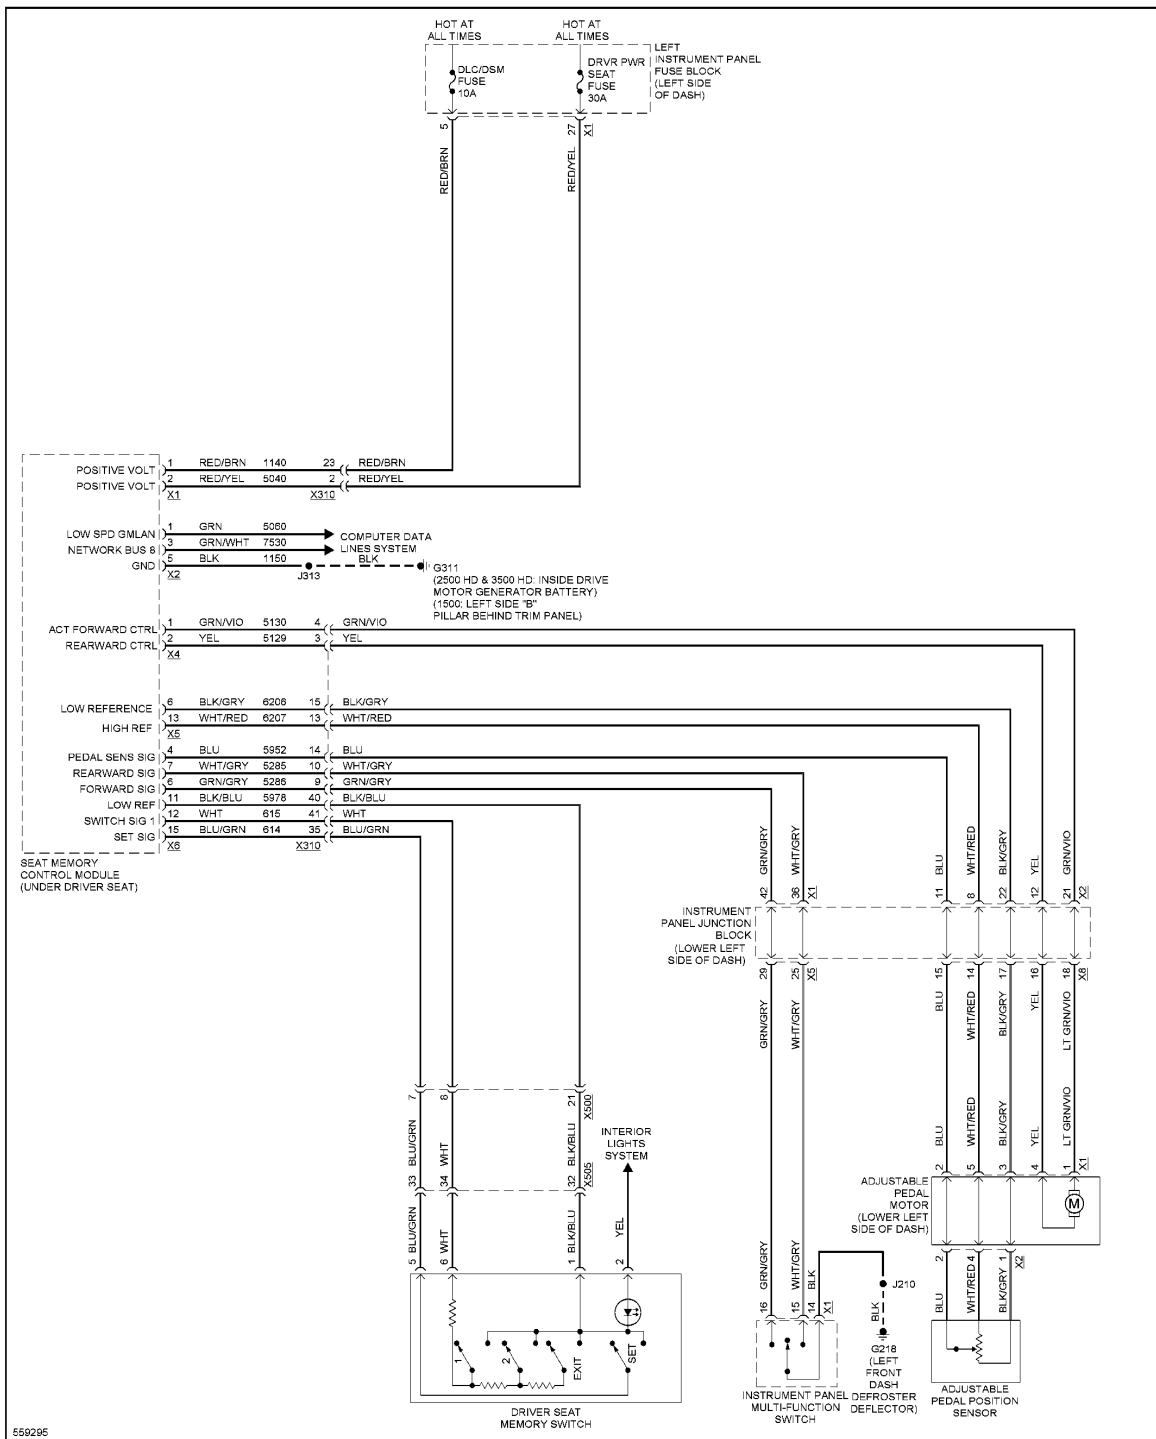 HOT AT
ALL TIMES
HOT AT
ALL TIMES
DLC/DSM
FUSE
10A
DRVR PWR
SEAT
FUSE
30A
LEFT
INSTRUMENT PANEL
FUSE BLOCK
(LEFT SIDE
OF DASH)
5
27
X1
RED/BRN
RED/YEL
POSITIVE VOLT 1 RED/BRN 1140 23 RED/BRN
POSITIVE VOLT 2 RED/YEL 5040 2 RED/YEL
X1 X310
LOW SPD GMLAN 1 GRN 5060
NETWORK BUS 8 3 GRN/WHT 7530
COMPUTER DATA
LINES SYSTEM
GND 5 BLK 1150 BLK
X2 J313 G311
(2500 HD & 3500 HD: INSIDE DRIVE
MOTOR GENERATOR BATTERY)
(1500: LEFT SIDE "B"
PILLAR BEHIND TRIM PANEL)
ACT FORWARD CTRL 1 GRN/VIO 5130 4 GRN/VIO
REARWARD CTRL 2 YEL 5129 3 YEL
X4
LOW REFERENCE 6 BLK/GRY 6206 15 BLK/GRY
HIGH REF 13 WHT/RED 6207 13 WHT/RED
X5
PEDAL SENS SIG 4 BLU 5952 14 BLU
REARWARD SIG 7 WHT/GRY 5285 10 WHT/GRY
FORWARD SIG 6 GRN/GRY 5286 9 GRN/GRY
LOW REF 11 BLK/BLU 5978 40 BLK/BLU
SWITCH SIG 1 12 WHT 615 41 WHT
SET SIG 15 BLU/GRN 614 35 BLU/GRN
X6 X310
SEAT MEMORY
CONTROL MODULE
(UNDER DRIVER SEAT)
GRN/GRY WHT/GRY BLU WHT/RED BLK/GRY YEL GRN/VIO
42 36 X1 11 8 22 12 21 X2
INSTRUMENT
PANEL JUNCTION
BLOCK
(LOWER LEFT
SIDE OF DASH)
29 25 X5 15 14 17 16 18 X8
GRN/GRY WHT/GRY BLU WHT/RED BLK/GRY YEL LT GRN/VIO
7 8 21 X500
BLU/GRN WHT BLK/BLU
33 34 32 X505
INTERIOR
LIGHTS
SYSTEM
BLU WHT/RED BLK/GRY YEL LT GRN/VIO
2 5 3 4 1 X1
ADJUSTABLE
PEDAL
MOTOR
(LOWER LEFT
SIDE OF DASH)
M
BLU/GRN WHT BLK/BLU YEL
5 6 1 2
GRN/GRY WHT/GRY BLK
16 15 14 X1
J210
BLK
G218
(LEFT
FRONT
DASH
DEFROSTER
DEFLECTOR)
2 4 1 X2
BLU WHT/RED BLK/GRY
1 2 EXIT SET
DRIVER SEAT
MEMORY SWITCH
INSTRUMENT PANEL
MULTI-FUNCTION
SWITCH
ADJUSTABLE
PEDAL POSITION
SENSOR
559295